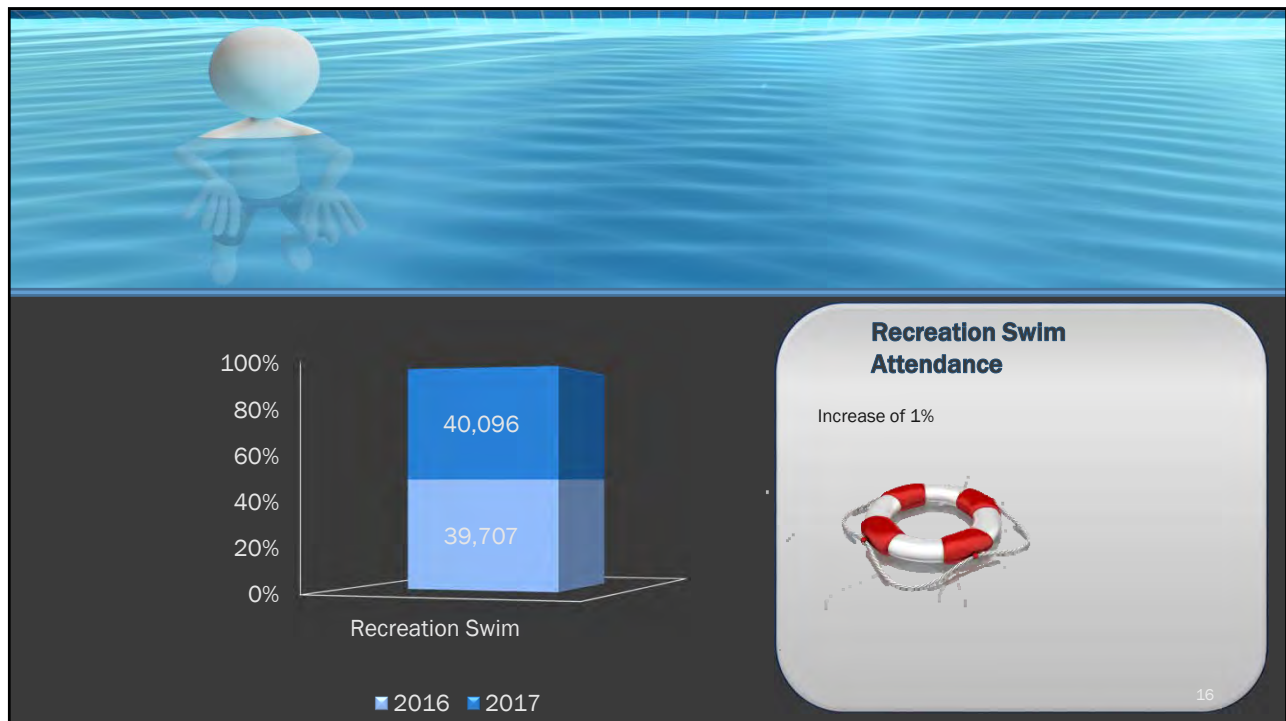 100%
80%
60%
40%
20%
0%
40,096
39,707
Recreation Swim
2016 2017
Recreation Swim
Attendance
Increase of 1%
16